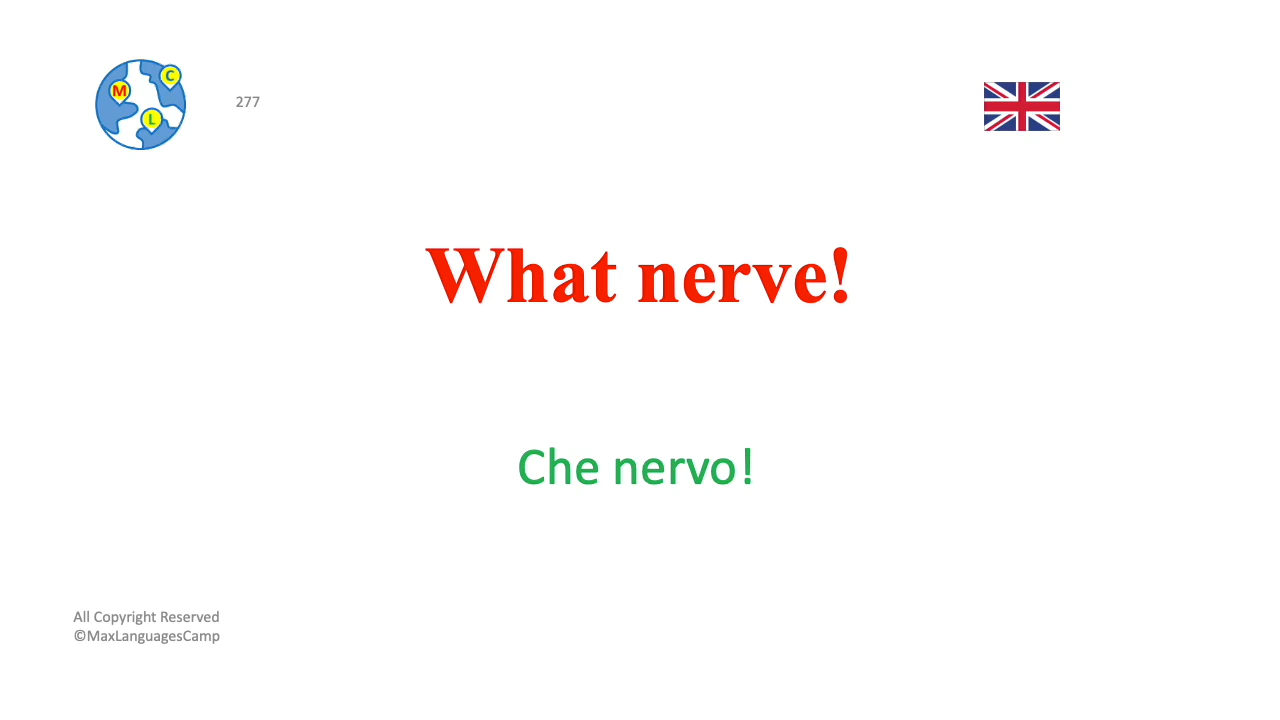 M
C
L
277
What nerve!
Che nervo!
All Copyright Reserved
©MaxLanguagesCamp